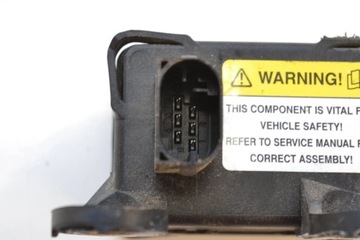 WARNING!
THIS COMPONENT IS VITAL
VEHICLE SAFETY!
REFER TO SERVICE MANUAL
CORRECT ASSEMBLY!